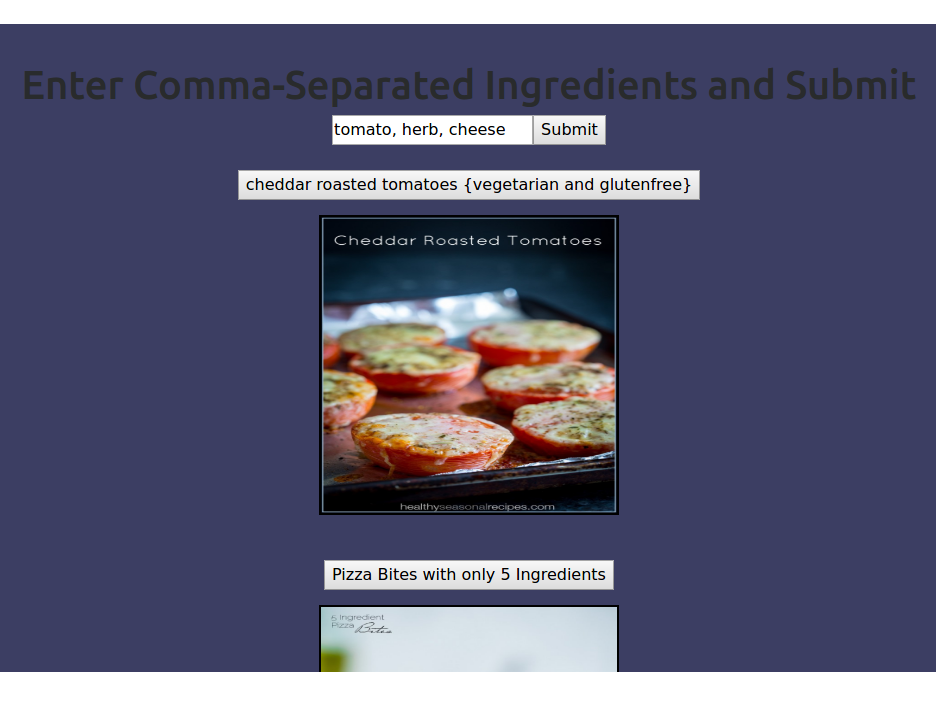 Enter Comma-Separated Ingredients and Submit
tomato, herb, cheese Submit
cheddar roasted tomatoes {vegetarian and glutenfree}
Cheddar Roasted Tomatoes
healthyseasonalrecipes.com
Pizza Bites with only 5 Ingredients
5 Ingredient
Pizza Bites